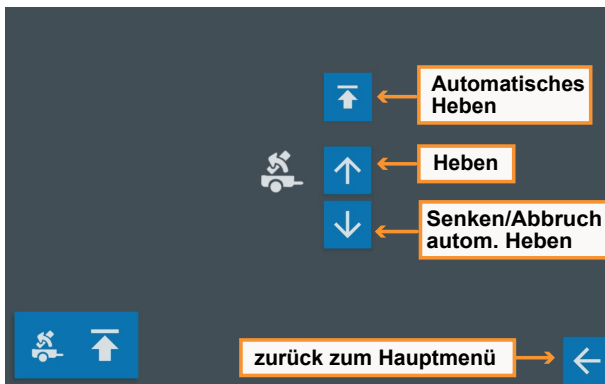 Automatisches
Heben
Heben
Senken/Abbruch
autom. Heben
zurück zum Hauptmenü